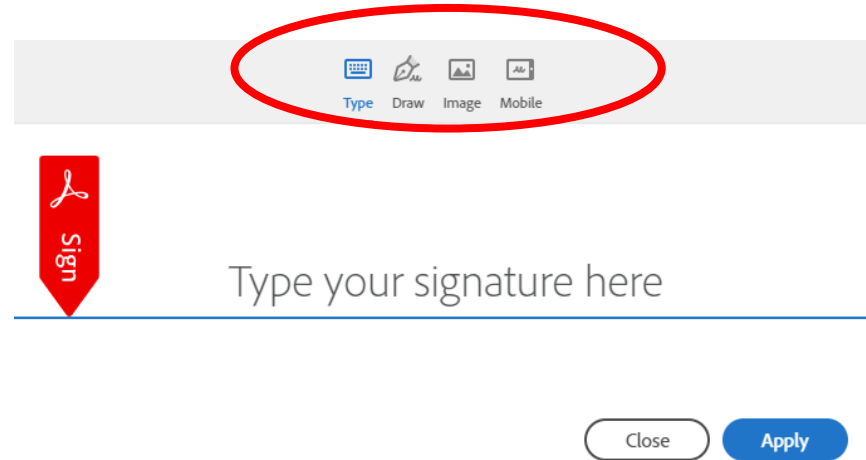 Type Draw Image Mobile
Sign
Type your signature here
Close Apply